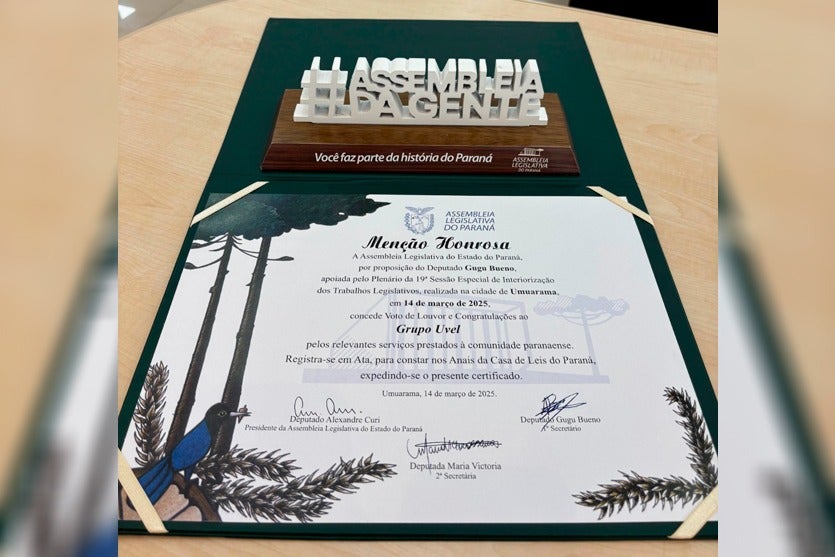 #ASSEMBLEIA
DA GENTE
Você faz parte da história do Paraná
ASSEMBLEIA
LEGISLATIVA
DO PARANÁ
ASSEMBLEIA
LEGISLATIVA
DO PARANÁ
Menção Honrosa
A Assembleia Legislativa do Estado do Paraná,
por proposição do Deputado Gugu Bueno,
apoiada pelo Plenário da 19ª Sessão Especial de Interiorização
dos Trabalhos Legislativos, realizada na cidade de Umuarama,
em 14 de março de 2025,
concede Voto de Louvor e Congratulações ao
Grupo Uvel
pelos relevantes serviços prestados à comunidade paranaense.
Registra-se em Ata, para constar nos Anais da Casa de Leis do Paraná,
expedindo-se o presente certificado.
Umuarama, 14 de março de 2025.
Deputado Alexandre Curi
Presidente da Assembleia Legislativa do Estado do Paraná
Deputado Gugu Bueno
1º Secretário
Deputada Maria Victoria
2ª Secretária